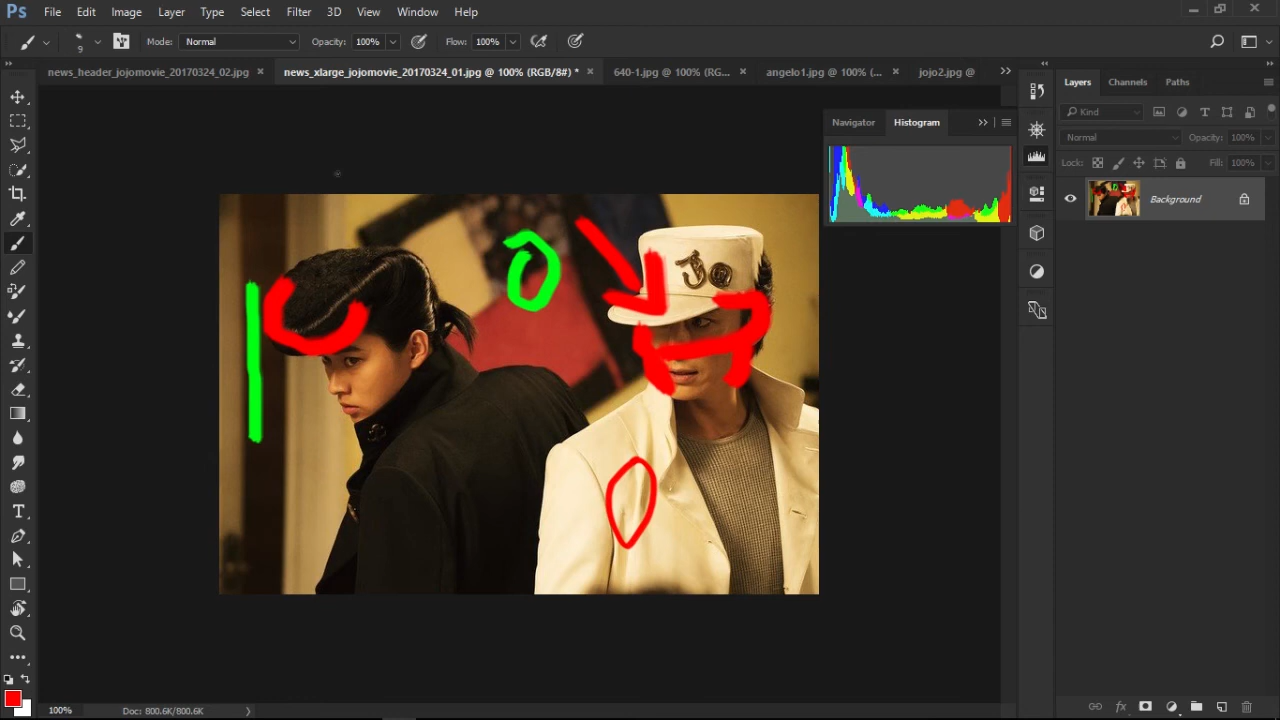 Ps File Edit Image Layer Type Select Filter 3D View Window Help
9 Mode: Normal Opacity: 100% Flow: 100%
news_header_jojomovie_20170324_02.jpg × news_xlarge_jojomovie_20170324_01.jpg @ 100% (RGB/8#) * × 640-1.jpg @ 100% (RG... × angelo1.jpg @ 100% (... × jojo2.jpg @
Layers Channels Paths
Kind
Navigator Histogram
Normal Opacity: 100%
Lock: Fill: 100%
Background
Jo
100% Doc: 800.6K/800.6K